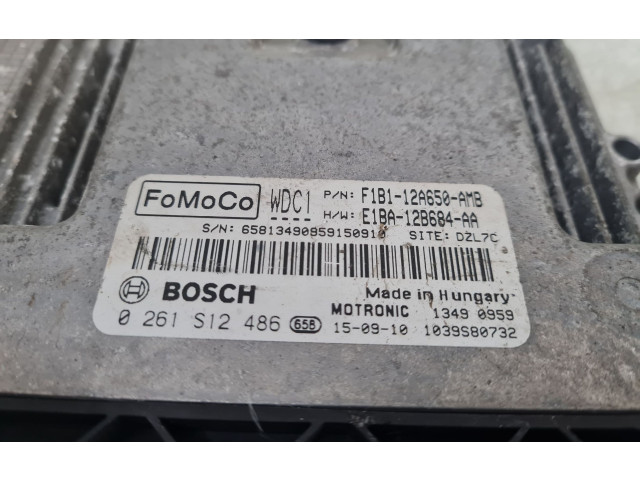 FoMoCo WDC1 P/N: F1B1-12A650-AMB
H/W: E1BA-12B684-AA
S/N: 65813490959150910 SITE: DZL7C
BOSCH Made in Hungary
MOTRONIC 1349 0959
0 261 S12 486 658 15-09-10 1039S80732